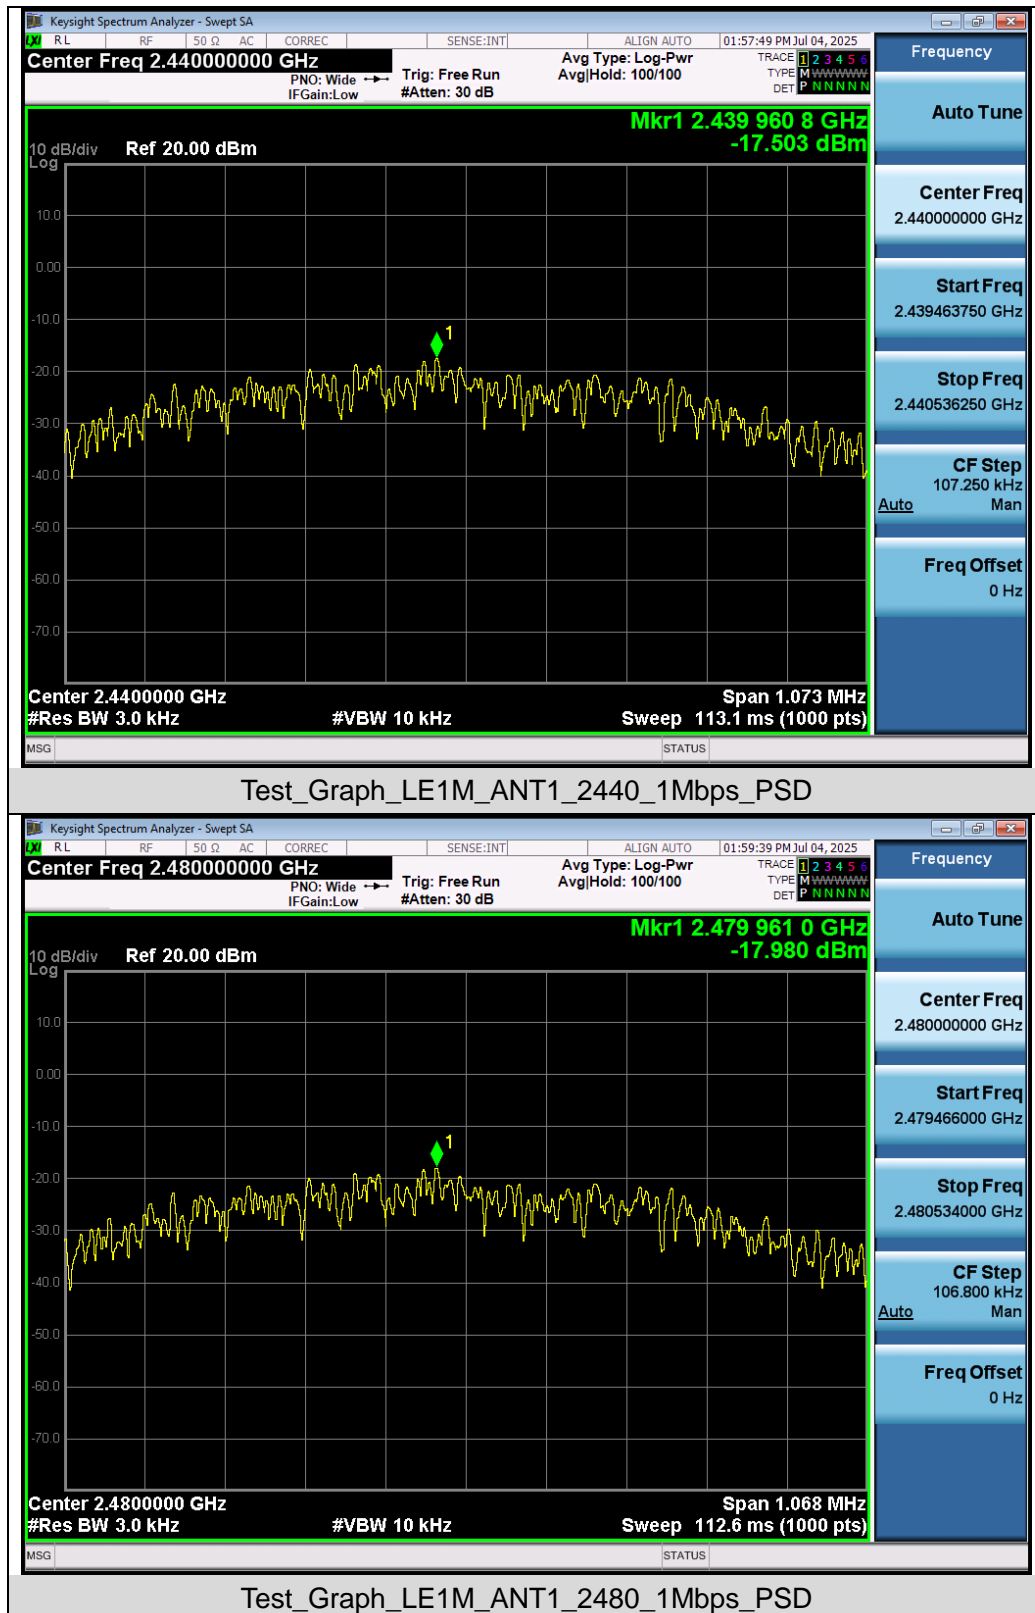 Keysight Spectrum Analyzer - Swept SA
LXI RL RF 50 Ω AC CORREC SENSE:INT ALIGN AUTO 01:57:49 PM Jul 04, 2025
Center Freq 2.440000000 GHz
PNO: Wide
IFGain:Low
Trig: Free Run
#Atten: 30 dB
Avg Type: Log-Pwr
Avg|Hold: 100/100
TRACE 1 2 3 4 5 6
TYPE M W W W W W
DET P N N N N N
Mkr1 2.439 960 8 GHz
-17.503 dBm
10 dB/div Ref 20.00 dBm
Log
10.0
0.00
-10.0
1
-20.0
-30.0
-40.0
-50.0
-60.0
-70.0
Center 2.4400000 GHz Span 1.073 MHz
#Res BW 3.0 kHz #VBW 10 kHz Sweep 113.1 ms (1000 pts)
MSG STATUS
Frequency
Auto Tune
Center Freq
2.440000000 GHz
Start Freq
2.439463750 GHz
Stop Freq
2.440536250 GHz
CF Step
107.250 kHz
Auto Man
Freq Offset
0 Hz
Test_Graph_LE1M_ANT1_2440_1Mbps_PSD
Keysight Spectrum Analyzer - Swept SA
LXI RL RF 50 Ω AC CORREC SENSE:INT ALIGN AUTO 01:59:39 PM Jul 04, 2025
Center Freq 2.480000000 GHz
PNO: Wide
IFGain:Low
Trig: Free Run
#Atten: 30 dB
Avg Type: Log-Pwr
Avg|Hold: 100/100
TRACE 1 2 3 4 5 6
TYPE M W W W W W
DET P N N N N N
Mkr1 2.479 961 0 GHz
-17.980 dBm
10 dB/div Ref 20.00 dBm
Log
10.0
0.00
-10.0
1
-20.0
-30.0
-40.0
-50.0
-60.0
-70.0
Center 2.4800000 GHz Span 1.068 MHz
#Res BW 3.0 kHz #VBW 10 kHz Sweep 112.6 ms (1000 pts)
MSG STATUS
Frequency
Auto Tune
Center Freq
2.480000000 GHz
Start Freq
2.479466000 GHz
Stop Freq
2.480534000 GHz
CF Step
106.800 kHz
Auto Man
Freq Offset
0 Hz
Test_Graph_LE1M_ANT1_2480_1Mbps_PSD